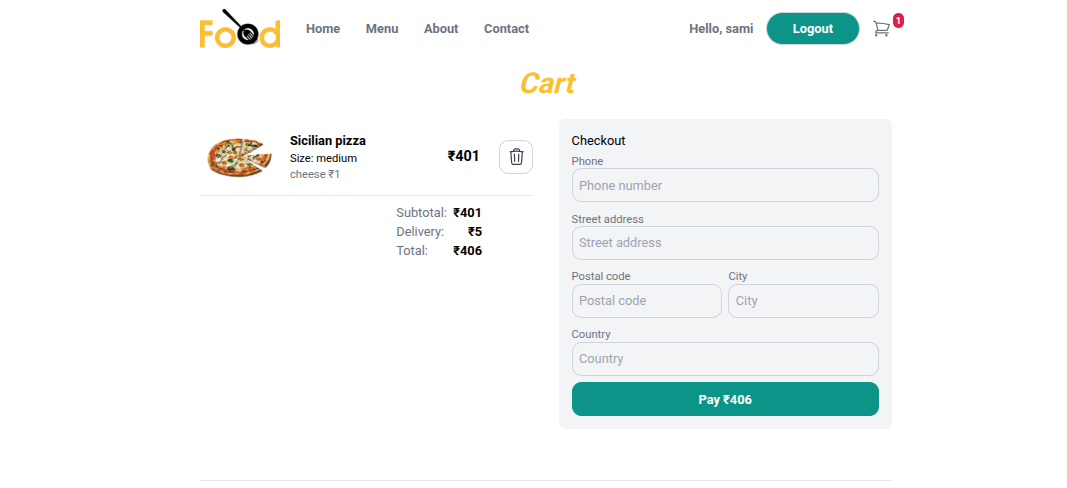 Food Home Menu About Contact Hello, sami Logout 1
Cart
Sicilian pizza
Size: medium
cheese ₹1
₹401
Subtotal: ₹401
Delivery: ₹5
Total: ₹406
Checkout
Phone
Phone number
Street address
Street address
Postal code City
Postal code City
Country
Country
Pay ₹406